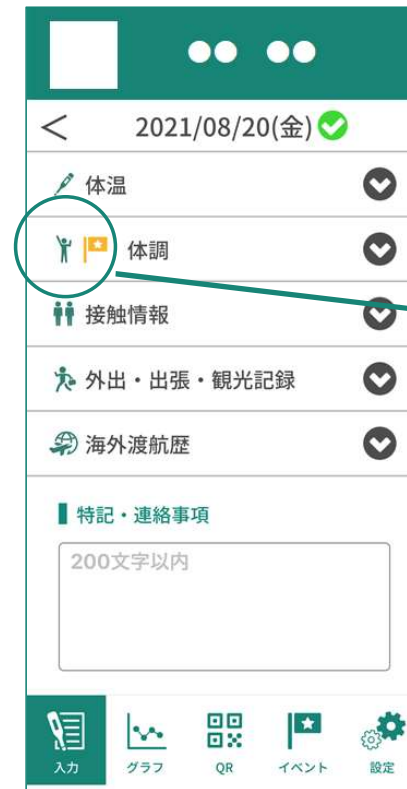 ●● ●●
< 2021/08/20(金)
体温
体調
接触情報
外出・出張・観光記録
海外渡航歴
特記・連絡事項
200文字以内
入力 グラフ QR イベント 設定